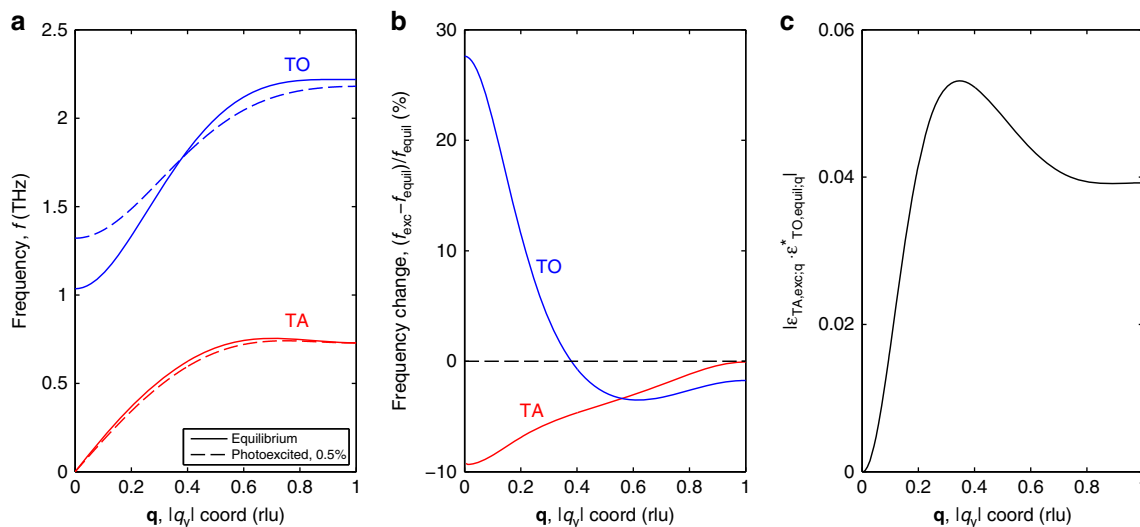 a
2.5
2
1.5
1
0.5
0
Frequency, f (THz)
TO
TA
Equilibrium
Photoexcited, 0.5%
0 0.2 0.4 0.6 0.8 1
q, |qy| coord (rlu)
b
30
20
10
0
−10
Frequency change, (fexc−fequil)/fequil (%)
TO
TA
0 0.2 0.4 0.6 0.8 1
q, |qy| coord (rlu)
c
0.06
0.04
0.02
0
|εTA,exc;q · ε*TO,equil;q|
0 0.2 0.4 0.6 0.8 1
q, |qy| coord (rlu)